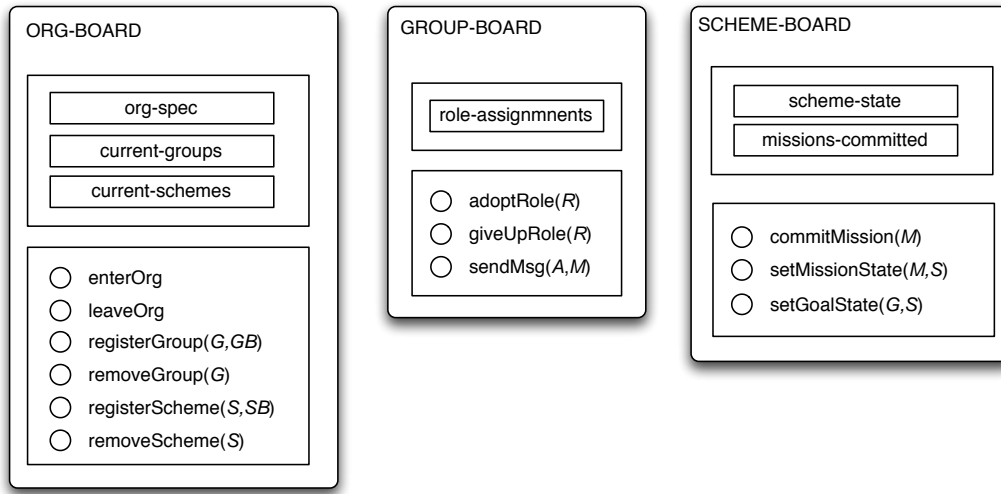 ORG-BOARD
org-spec
current-groups
current-schemes
enterOrg
leaveOrg
registerGroup(G,GB)
removeGroup(G)
registerScheme(S,SB)
removeScheme(S)
GROUP-BOARD
role-assignmnents
adoptRole(R)
giveUpRole(R)
sendMsg(A,M)
SCHEME-BOARD
scheme-state
missions-committed
commitMission(M)
setMissionState(M,S)
setGoalState(G,S)